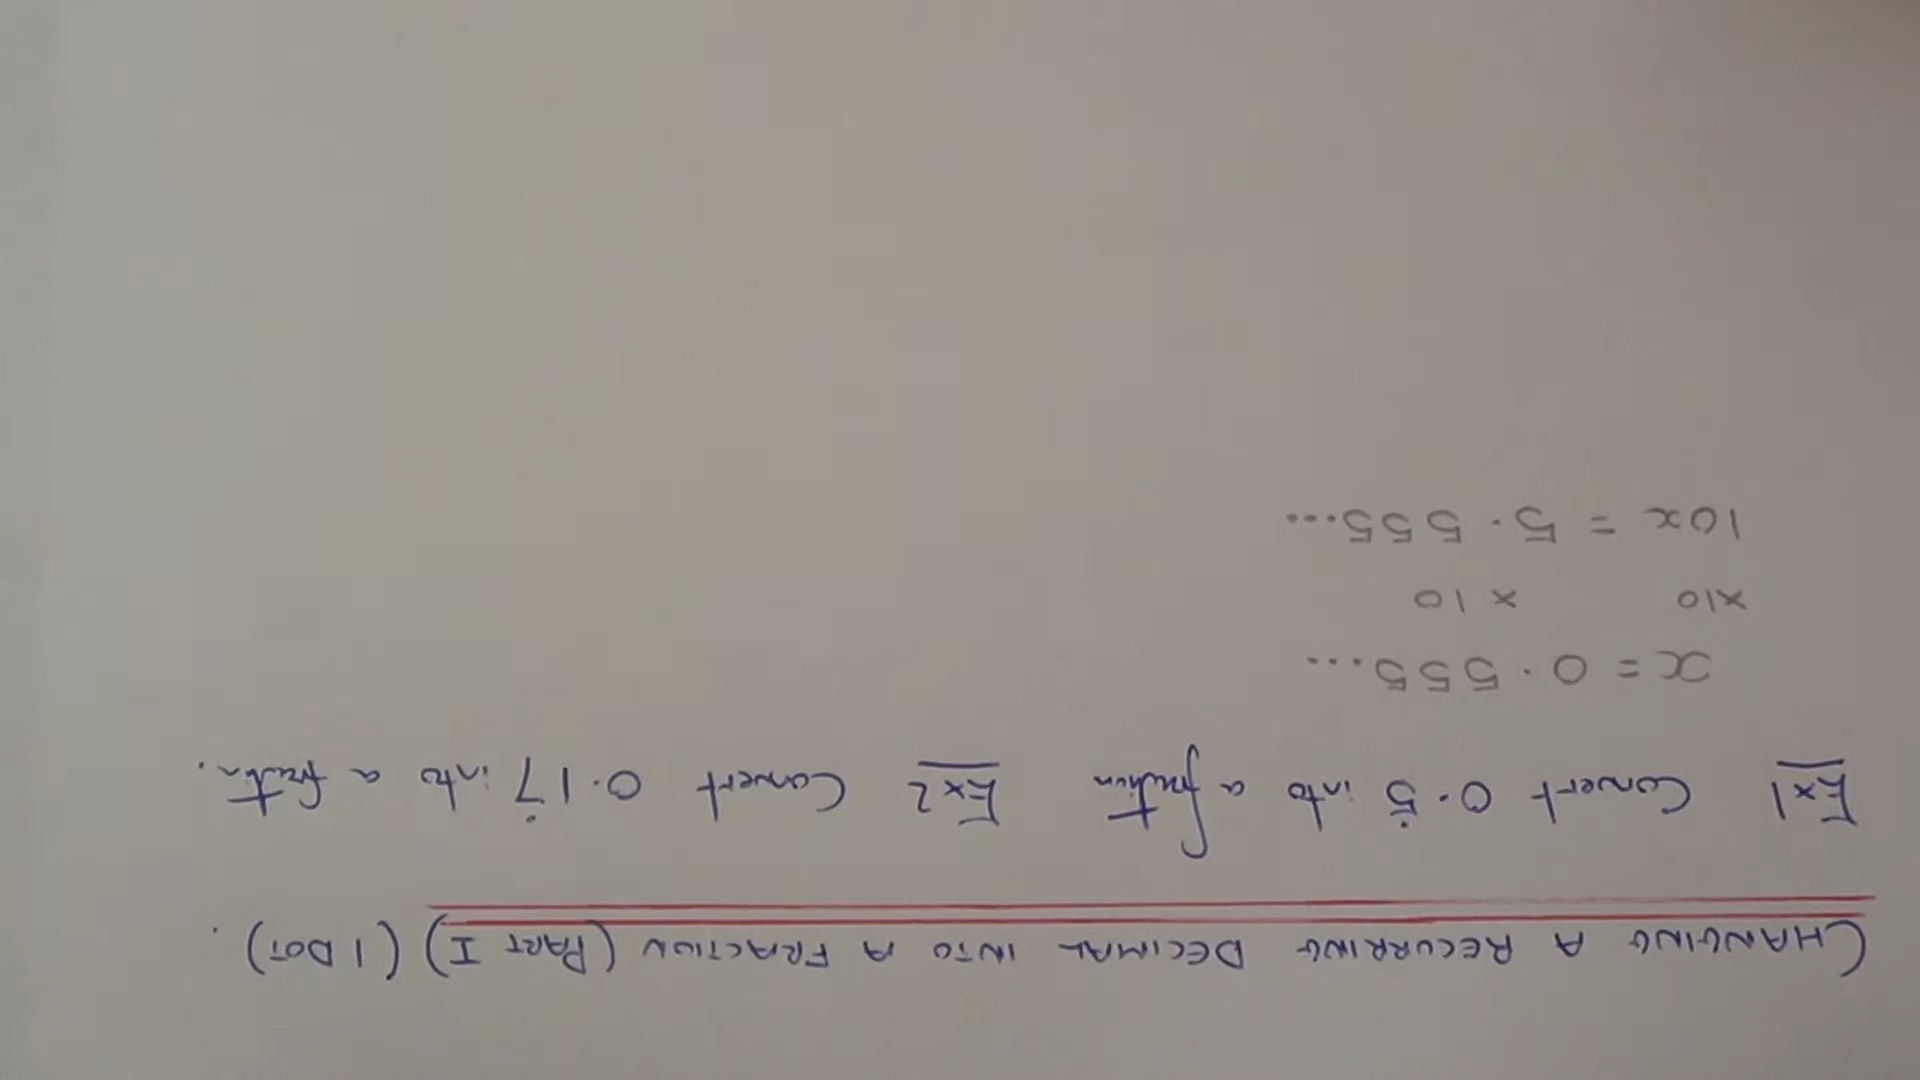 CHANGING A RECURRING DECIMAL INTO A FRACTION (PART I) (1 DOT).
Ex1 Convert 0.5̇ into a fraction Ex2 Convert 0.17̇ into a fraction.
x = 0.555...
×10 × 10
10x = 5.555...